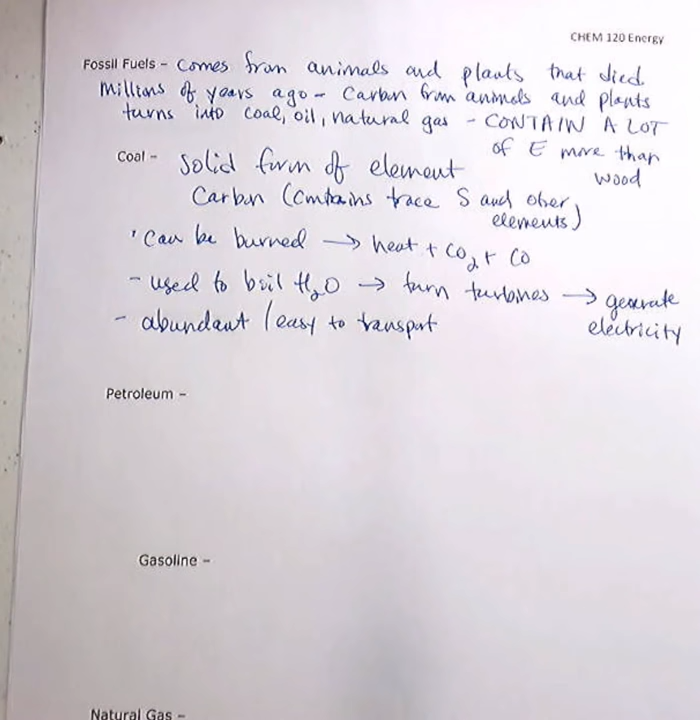 CHEM 120 Energy
Fossil Fuels - comes from animals and plants that died
millions of years ago - Carbon from animals and plants
turns into coal, oil, natural gas - CONTAIN A LOT
of E more than
wood
Coal - solid form of element
Carbon (contains trace S and other
elements)
· can be burned → heat + CO₂ + CO
- used to boil H₂O → turn turbines → generate
electricity
- abundant / easy to transport
Petroleum -
Gasoline -
Natural Gas -